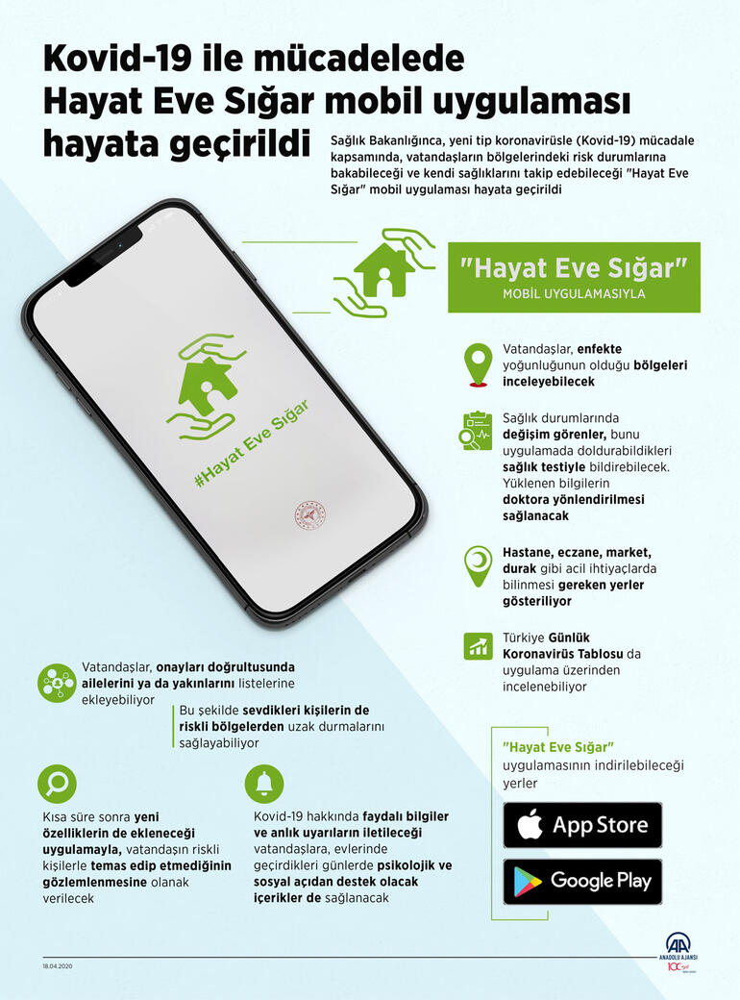 Kovid-19 ile mücadelede
Hayat Eve Sığar mobil uygulaması
hayata geçirildi
Sağlık Bakanlığınca, yeni tip koronavirüsle (Kovid-19) mücadale
kapsamında, vatandaşların bölgelerindeki risk durumlarına
bakabileceği ve kendi sağlıklarını takip edebileceği "Hayat Eve
Sığar" mobil uygulaması hayata geçirildi
#Hayat Eve Sığar
"Hayat Eve Sığar"
MOBİL UYGULAMASIYLA
Vatandaşlar, enfekte
yoğunluğunun olduğu bölgeleri
inceleyebilecek
Sağlık durumlarında
değişim görenler, bunu
uygulamada doldurabildikleri
sağlık testiyle bildirebilecek.
Yüklenen bilgilerin
doktora yönlendirilmesi
sağlanacak
Hastane, eczane, market,
durak gibi acil ihtiyaçlarda
bilinmesi gereken yerler
gösteriliyor
Türkiye Günlük
Koronavirüs Tablosu da
uygulama üzerinden
incelenebiliyor
Vatandaşlar, onayları doğrultusunda
ailelerini ya da yakınlarını listelerine
ekleyebiliyor
Bu şekilde sevdikleri kişilerin de
riskli bölgelerden uzak durmalarını
sağlayabiliyor
Kısa süre sonra yeni
özelliklerin de ekleneceği
uygulamayla, vatandaşın riskli
kişilerle temas edip etmediğinin
gözlemlenmesine olanak
verilecek
Kovid-19 hakkında faydalı bilgiler
ve anlık uyarıların iletileceği
vatandaşlara, evlerinde
geçirdikleri günlerde psikolojik ve
sosyal açıdan destek olacak
içerikler de sağlanacak
"Hayat Eve Sığar"
uygulamasının indirilebileceği
yerler
App Store
Google Play
18.04.2020
AA
ANADOLU AJANSI
100.yıl